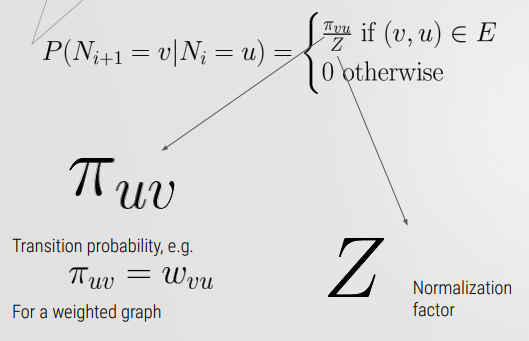 P(N_{i+1} = v|N_i = u) = { π_{vu}/Z if (v, u) ∈ E
0 otherwise
π_{uv}
Transition probability, e.g.
π_{uv} = w_{vu}
For a weighted graph
Z
Normalization
factor